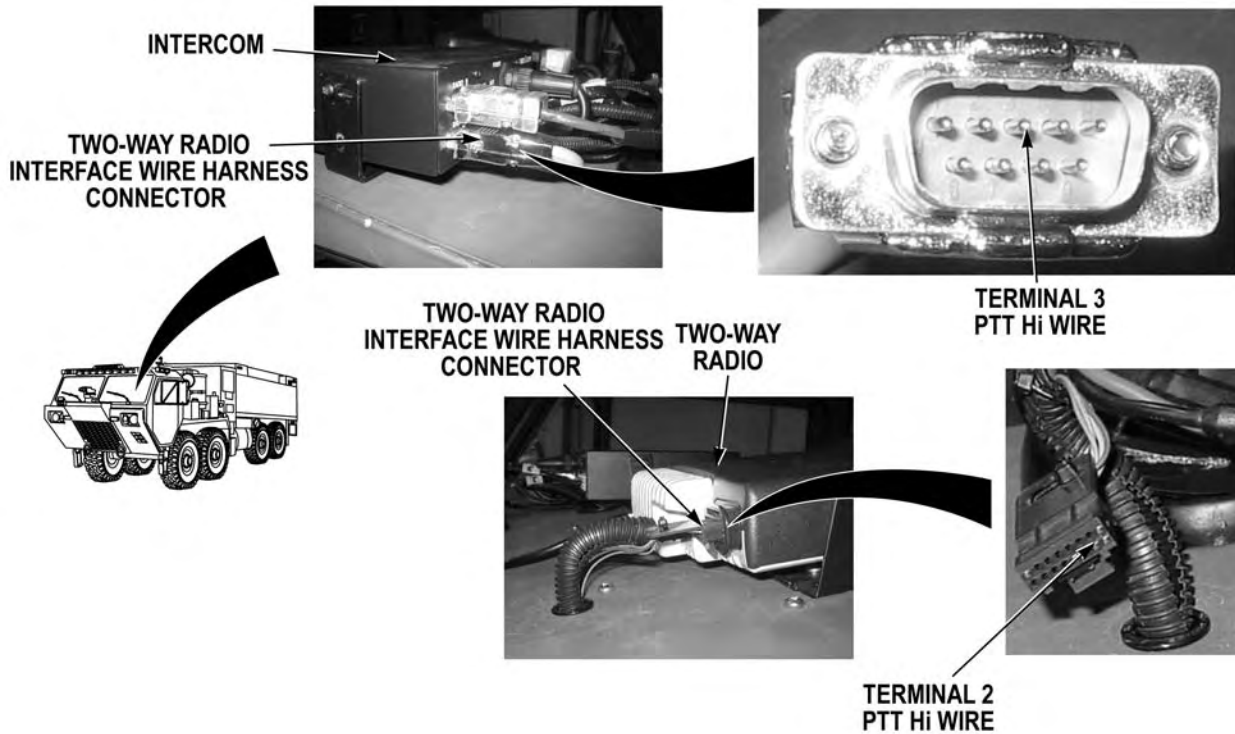 INTERCOM
TWO-WAY RADIO
INTERFACE WIRE HARNESS
CONNECTOR
TERMINAL 3
PTT Hi WIRE
TWO-WAY RADIO
INTERFACE WIRE HARNESS
CONNECTOR
TWO-WAY
RADIO
TERMINAL 2
PTT Hi WIRE